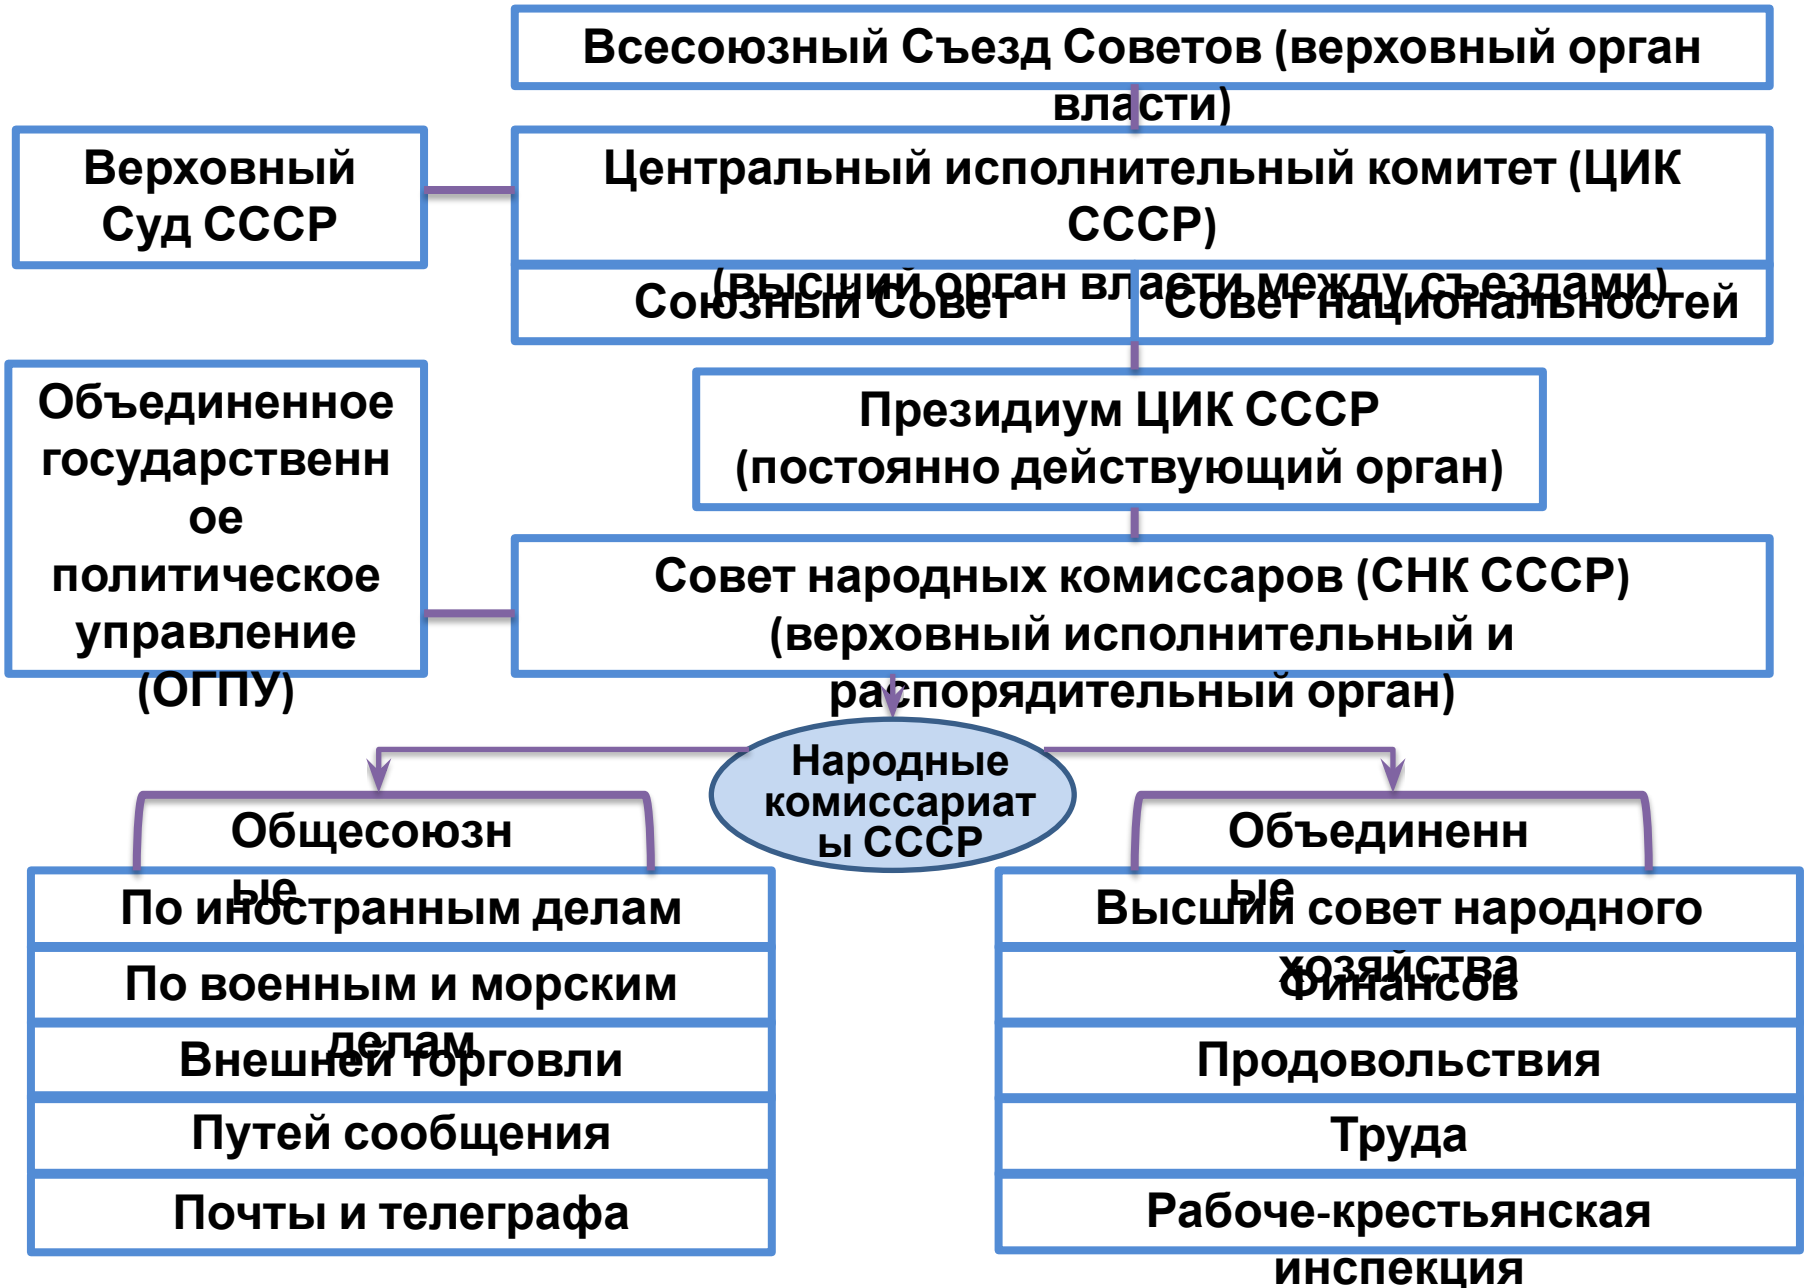 Всесоюзный Съезд Советов (верховный орган
власти)
Верховный
Суд СССР
Центральный исполнительный комитет (ЦИК
СССР)
(высший орган власти между съездами)
Союзный Совет
Совет национальностей
Объединенное
государственн
ое
политическое
управление
(ОГПУ)
Президиум ЦИК СССР
(постоянно действующий орган)
Совет народных комиссаров (СНК СССР)
(верховный исполнительный и
распорядительный орган)
Народные
комиссариат
ы СССР
Общесоюзн
ые
По иностранным делам
По военным и морским
делам
Внешней торговли
Путей сообщения
Почты и телеграфа
Объединенн
ые
Высший совет народного
хозяйства
Финансов
Продовольствия
Труда
Рабоче-крестьянская
инспекция